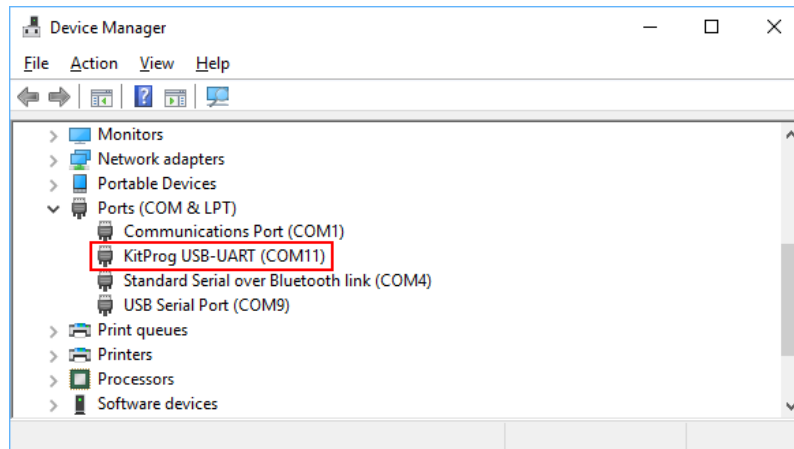 Device Manager
File Action View Help
Monitors
Network adapters
Portable Devices
Ports (COM & LPT)
Communications Port (COM1)
KitProg USB-UART (COM11)
Standard Serial over Bluetooth link (COM4)
USB Serial Port (COM9)
Print queues
Printers
Processors
Software devices